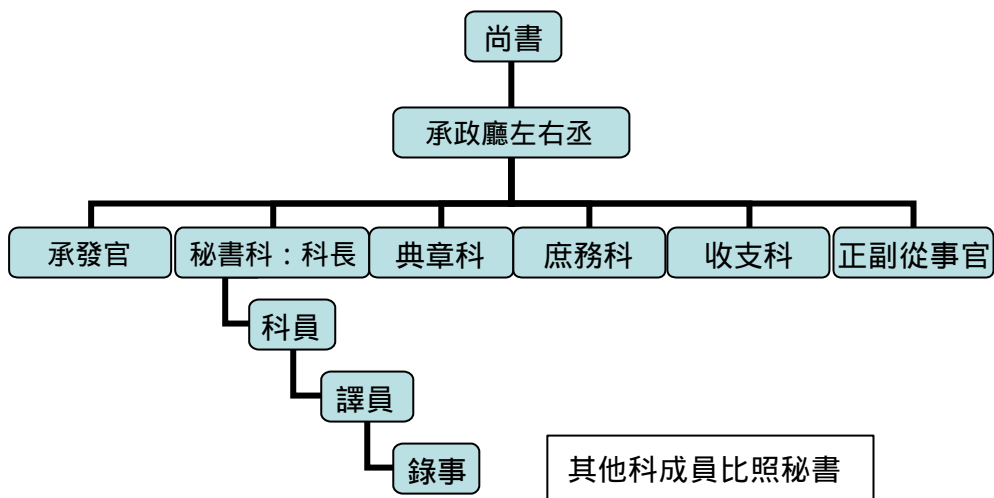 尚書
承政廳左右丞
承發官
秘書科：科長
典章科
庶務科
收支科
正副從事官
科員
譯員
錄事
其他科成員比照秘書